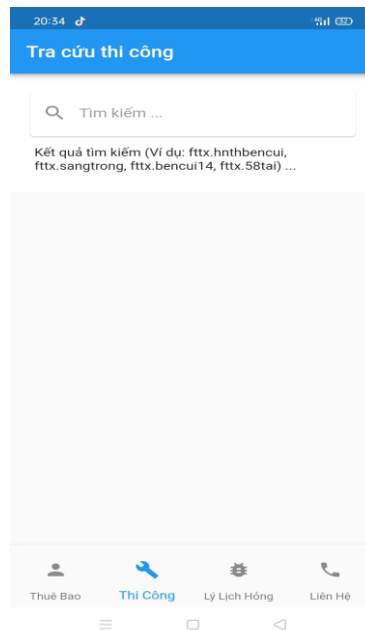 20:34
32
Tra cứu thi công
Tìm kiếm ...
Kết quả tìm kiếm (Ví dụ: fttx.hnthbencui,
fttx.sangtrong, fttx.bencui14, fttx.58tai) ...
Thuê Bao Thi Công Lý Lịch Hỏng Liên Hệ